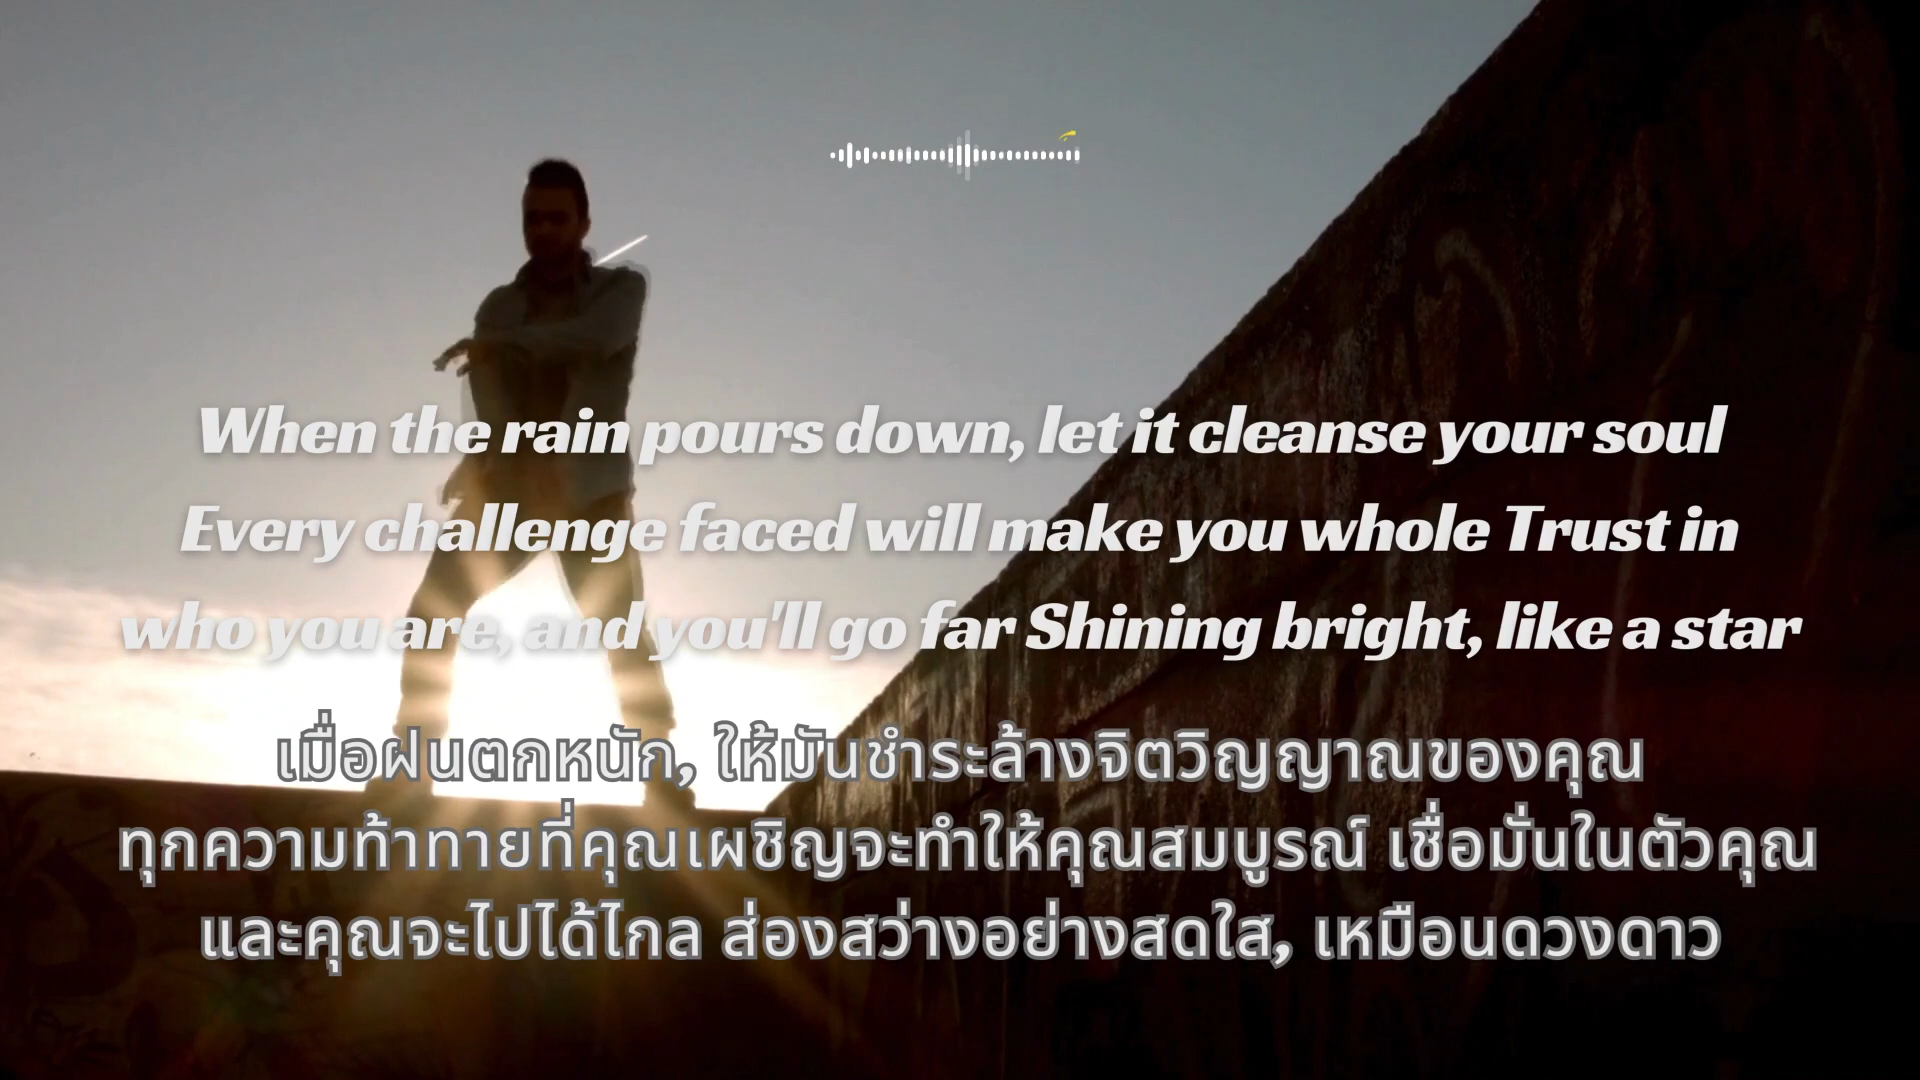 When the rain pours down, let it cleanse your soul
Every challenge faced will make you whole Trust in
who you are, and you'll go far Shining bright, like a star
เมื่อฝนตกหนัก, ให้มันชำระล้างจิตวิญญาณของคุณ
ทุกความท้าทายที่คุณเผชิญจะทำให้คุณสมบูรณ์ เชื่อมั่นในตัวคุณ
และคุณจะไปได้ไกล ส่องสว่างอย่างสดใส, เหมือนดวงดาว